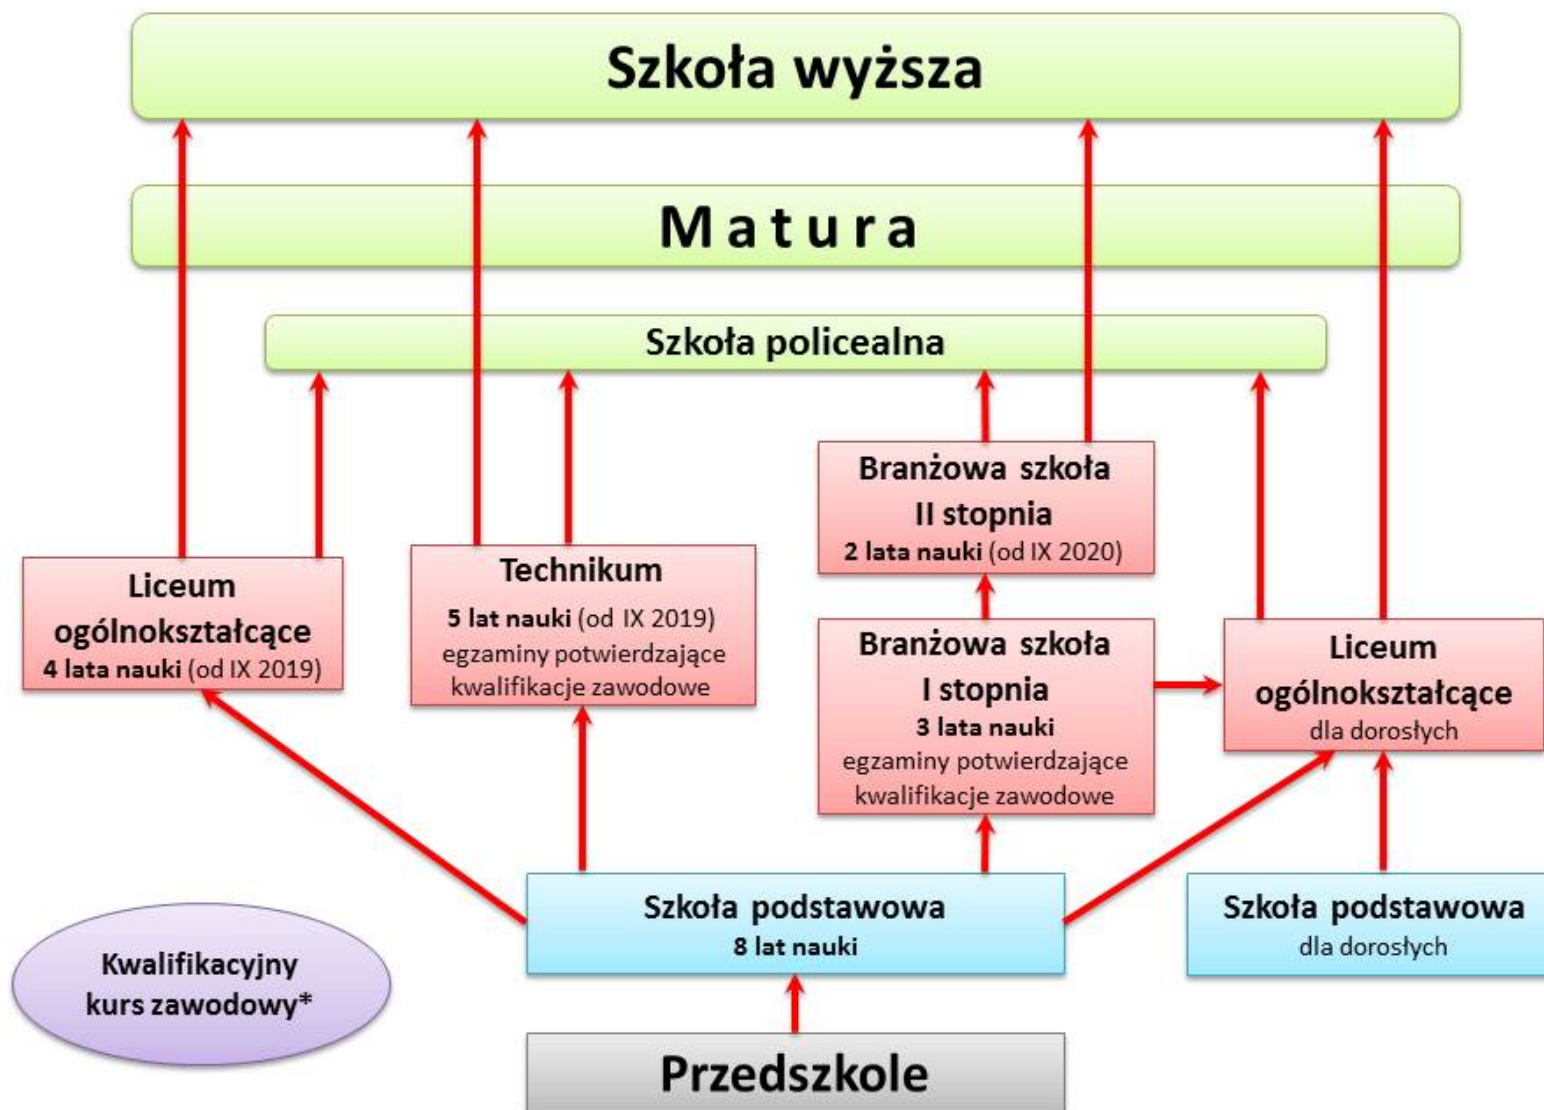 Szkoła wyższa
Matura
Szkoła policealna
Branżowa szkoła
II stopnia
2 lata nauki (od IX 2020)
Liceum
ogólnokształcące
4 lata nauki (od IX 2019)
Technikum
5 lat nauki (od IX 2019)
egzaminy potwierdzające
kwalifikacje zawodowe
Branżowa szkoła
I stopnia
3 lata nauki
egzaminy potwierdzające
kwalifikacje zawodowe
Liceum
ogólnokształcące
dla dorosłych
Szkoła podstawowa
8 lat nauki
Szkoła podstawowa
dla dorosłych
Kwalifikacyjny
kurs zawodowy*
Przedszkole